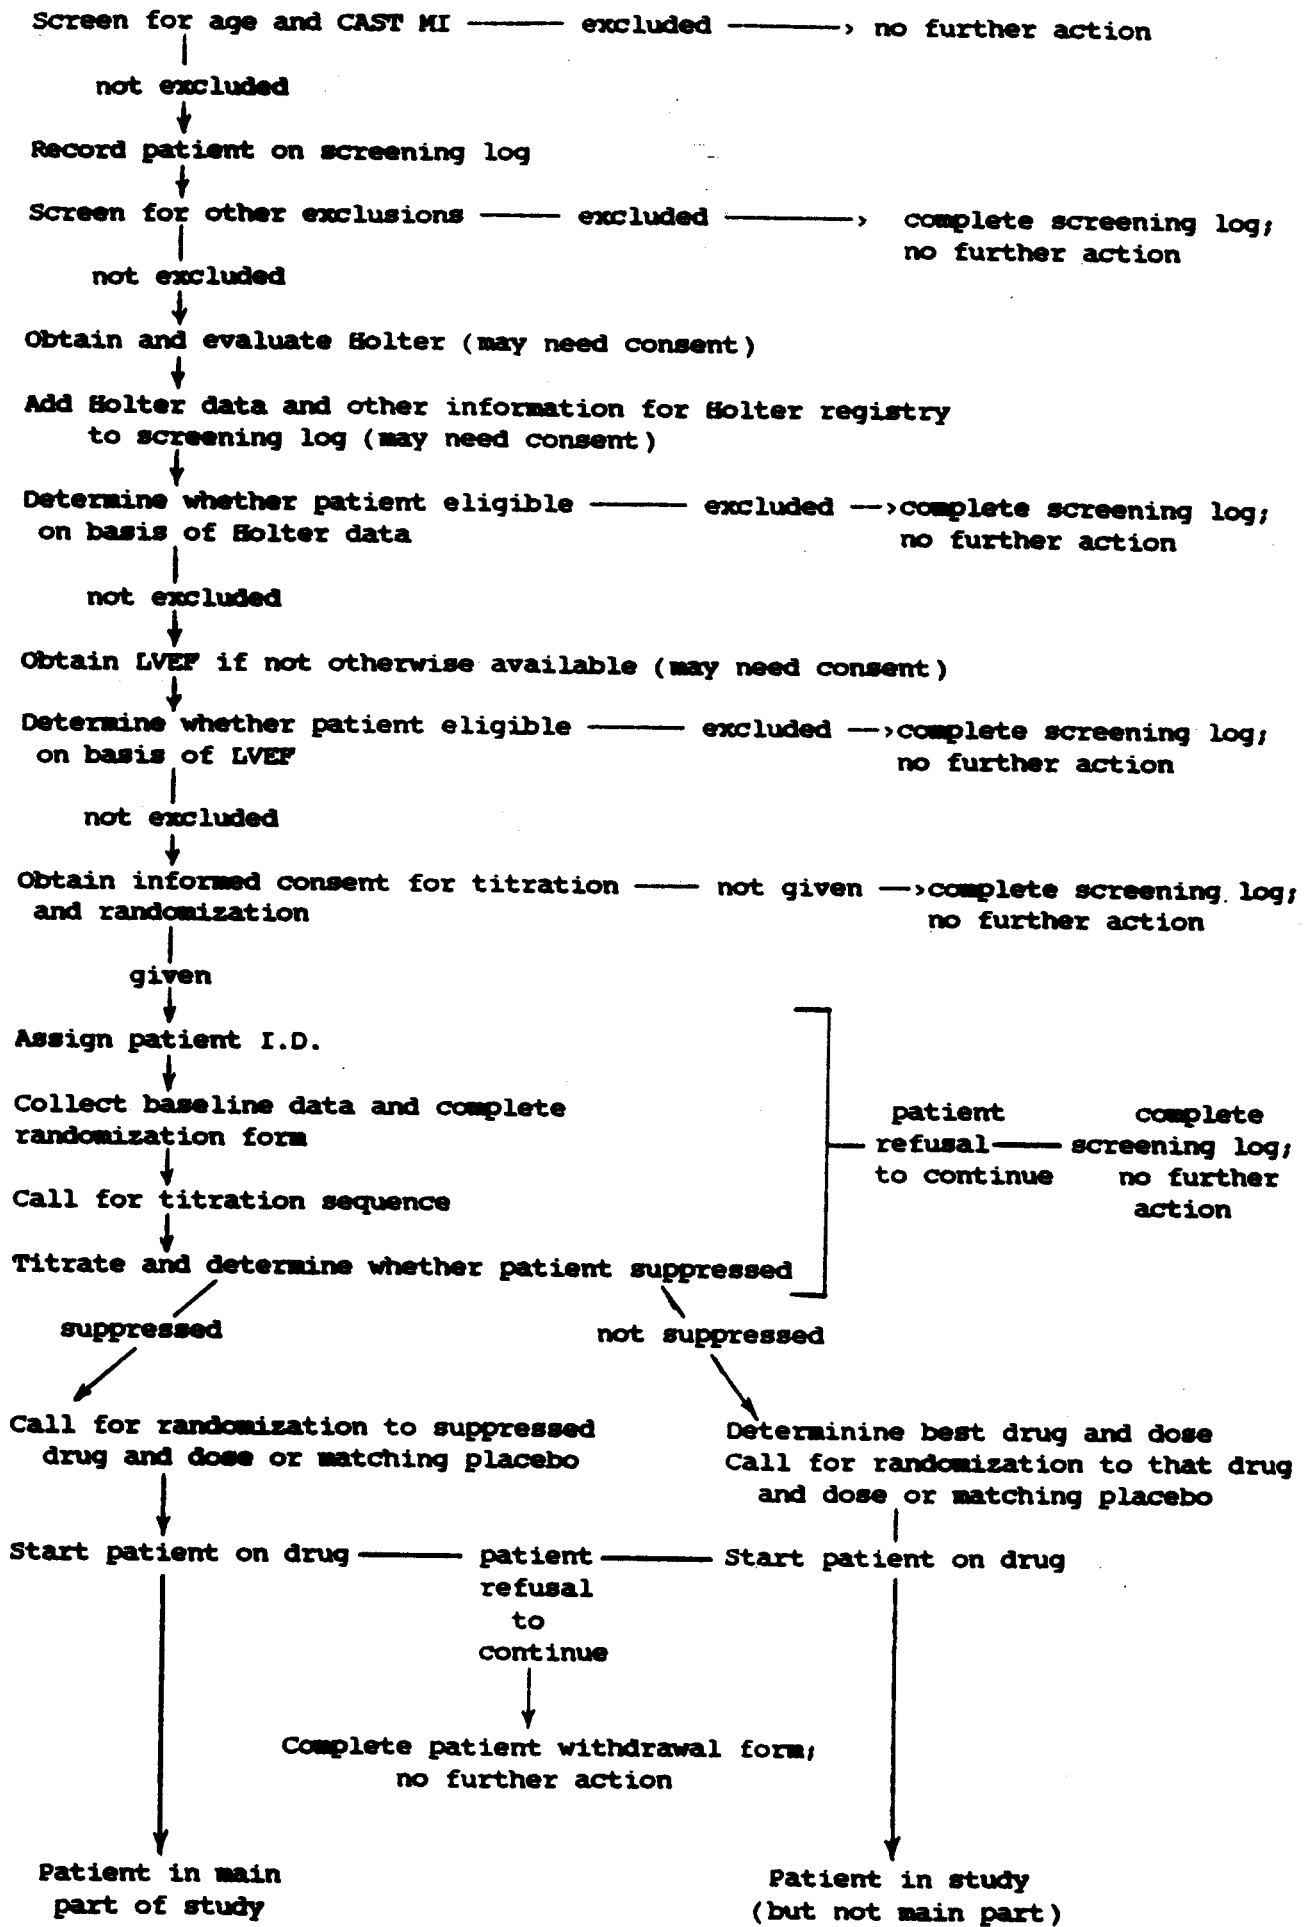 Screen for age and CAST MI excluded no further action
not excluded
Record patient on screening log
Screen for other exclusions excluded complete screening log;
no further action
not excluded
Obtain and evaluate Holter (may need consent)
Add Holter data and other information for Holter registry
to screening log (may need consent)
Determine whether patient eligible excluded complete screening log;
on basis of Holter data no further action
not excluded
Obtain LVEF if not otherwise available (may need consent)
Determine whether patient eligible excluded complete screening log;
on basis of LVEF no further action
not excluded
Obtain informed consent for titration not given complete screening log;
and randomization no further action
given
Assign patient I.D.
Collect baseline data and complete
randomization form
Call for titration sequence
Titrate and determine whether patient suppressed
patient
refusal
to continue
complete
screening log;
no further
action
suppressed not suppressed
Call for randomization to suppressed
drug and dose or matching placebo
Determinine best drug and dose
Call for randomization to that drug
and dose or matching placebo
Start patient on drug patient Start patient on drug
refusal
to
continue
Complete patient withdrawal form;
no further action
Patient in main
part of study
Patient in study
(but not main part)